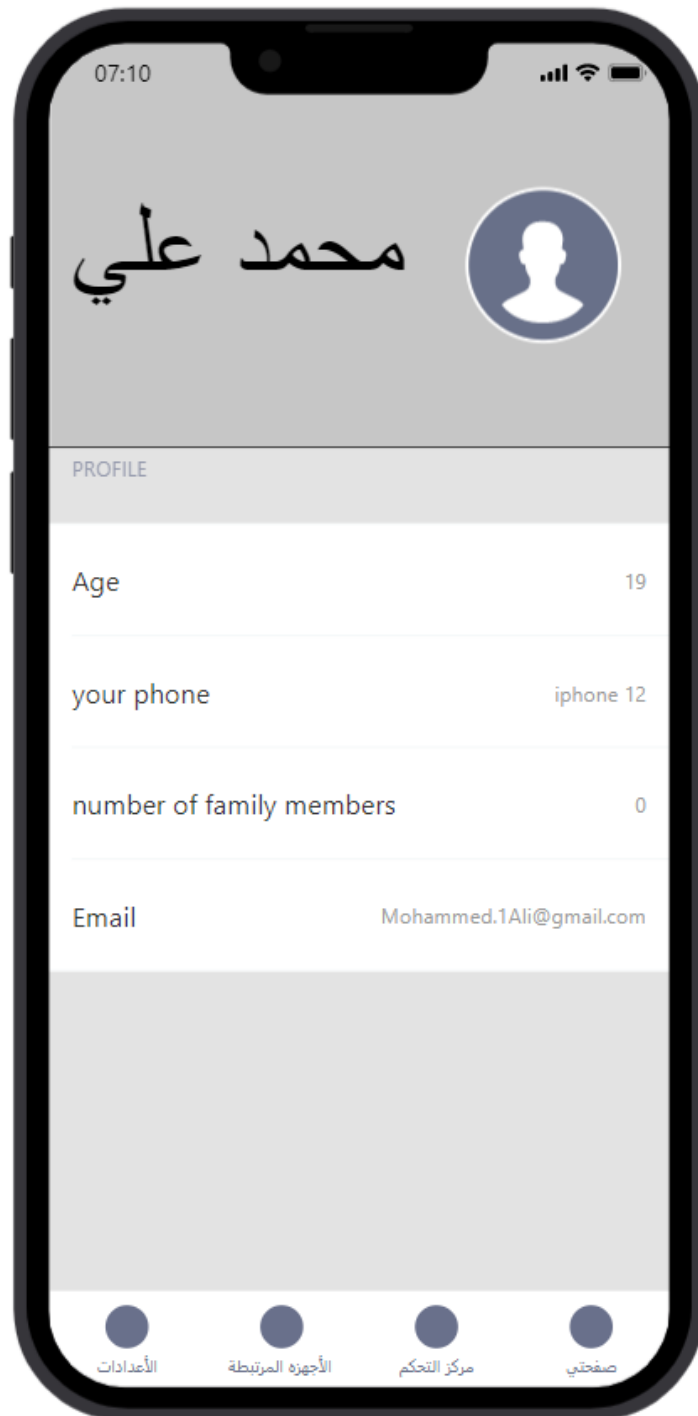 07:10
محمد علي
PROFILE
Age 19
your phone iphone 12
number of family members 0
Email Mohammed.1Ali@gmail.com
صفحتي مركز التحكم الأجهزه المرتبطة الأعدادات